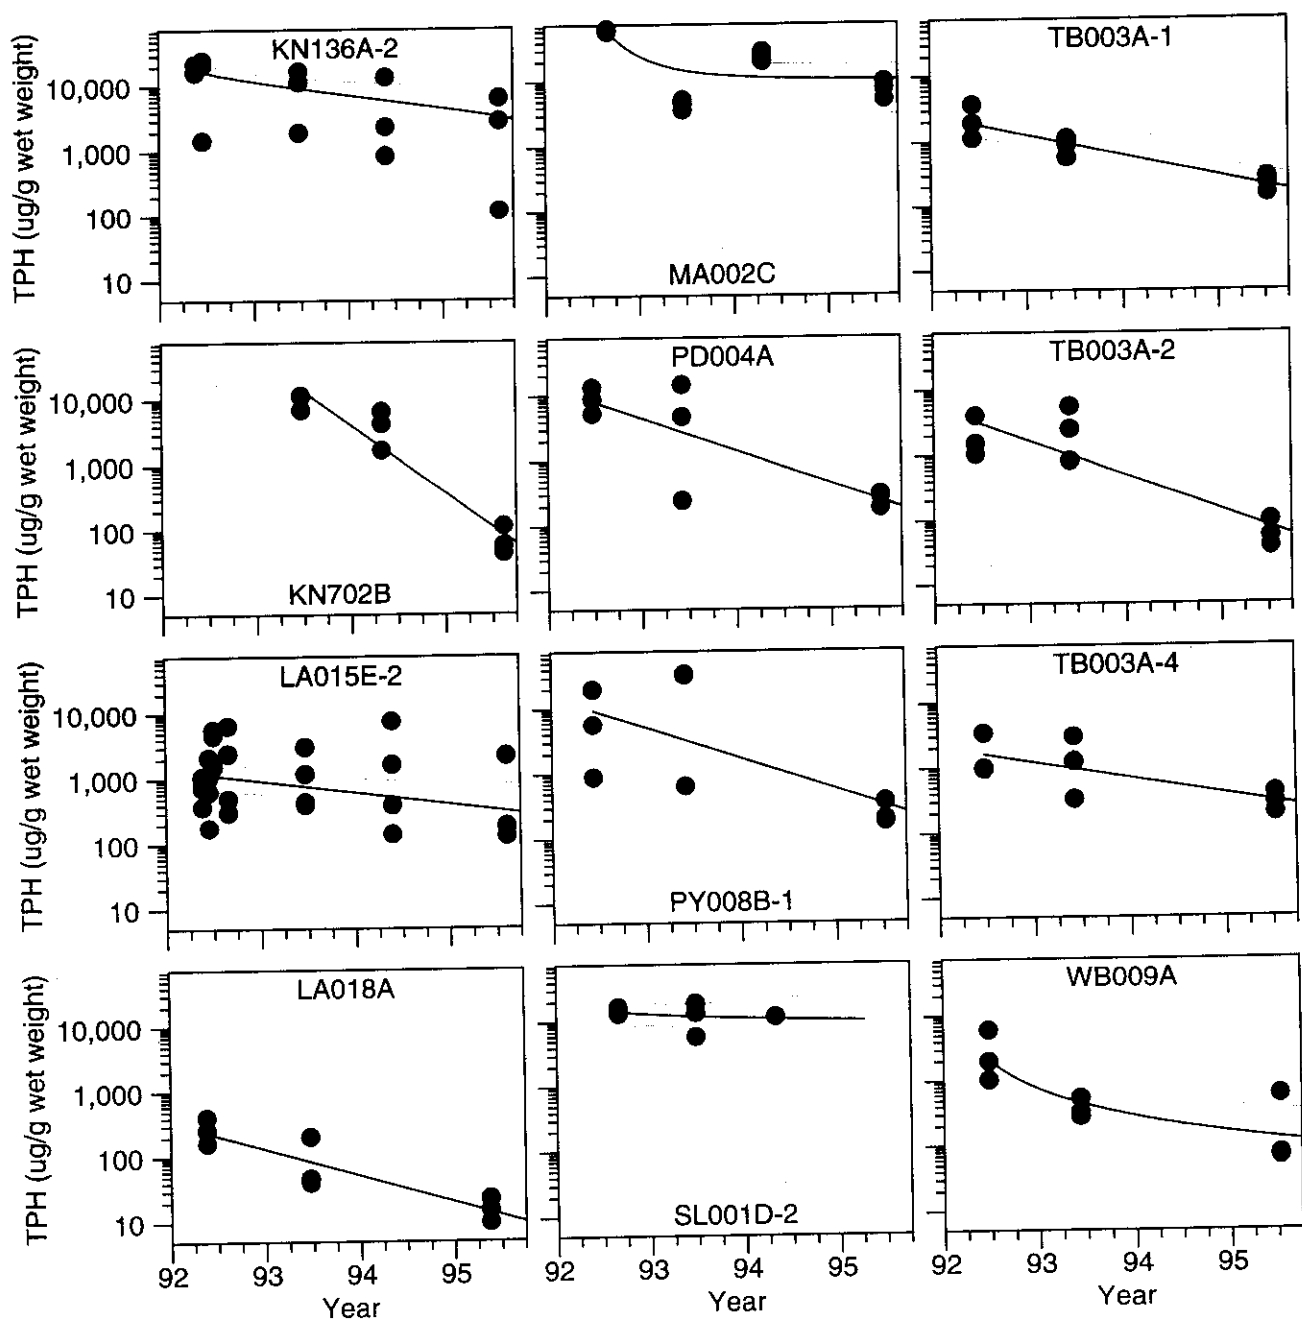 KN136A-2
TPH (ug/g wet weight)
10,000
1,000
100
10
MA002C
TB003A-1
KN702B
TPH (ug/g wet weight)
10,000
1,000
100
10
PD004A
TB003A-2
LA015E-2
TPH (ug/g wet weight)
10,000
1,000
100
10
PY008B-1
TB003A-4
LA018A
TPH (ug/g wet weight)
10,000
1,000
100
10
92 93 94 95
Year
SL001D-2
92 93 94 95
Year
WB009A
92 93 94 95
Year